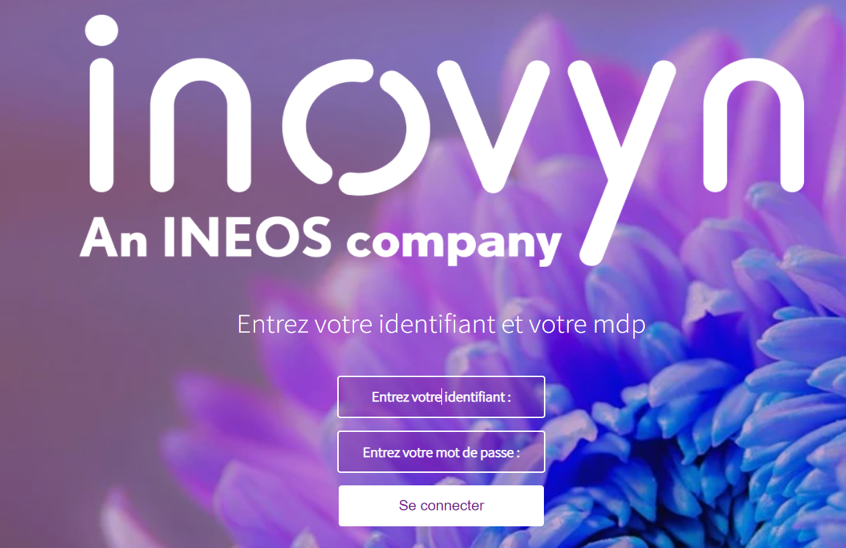 inovyn
An INEOS company
Entrez votre identifiant et votre mdp
Entrez votre identifiant :
Entrez votre mot de passe :
Se connecter